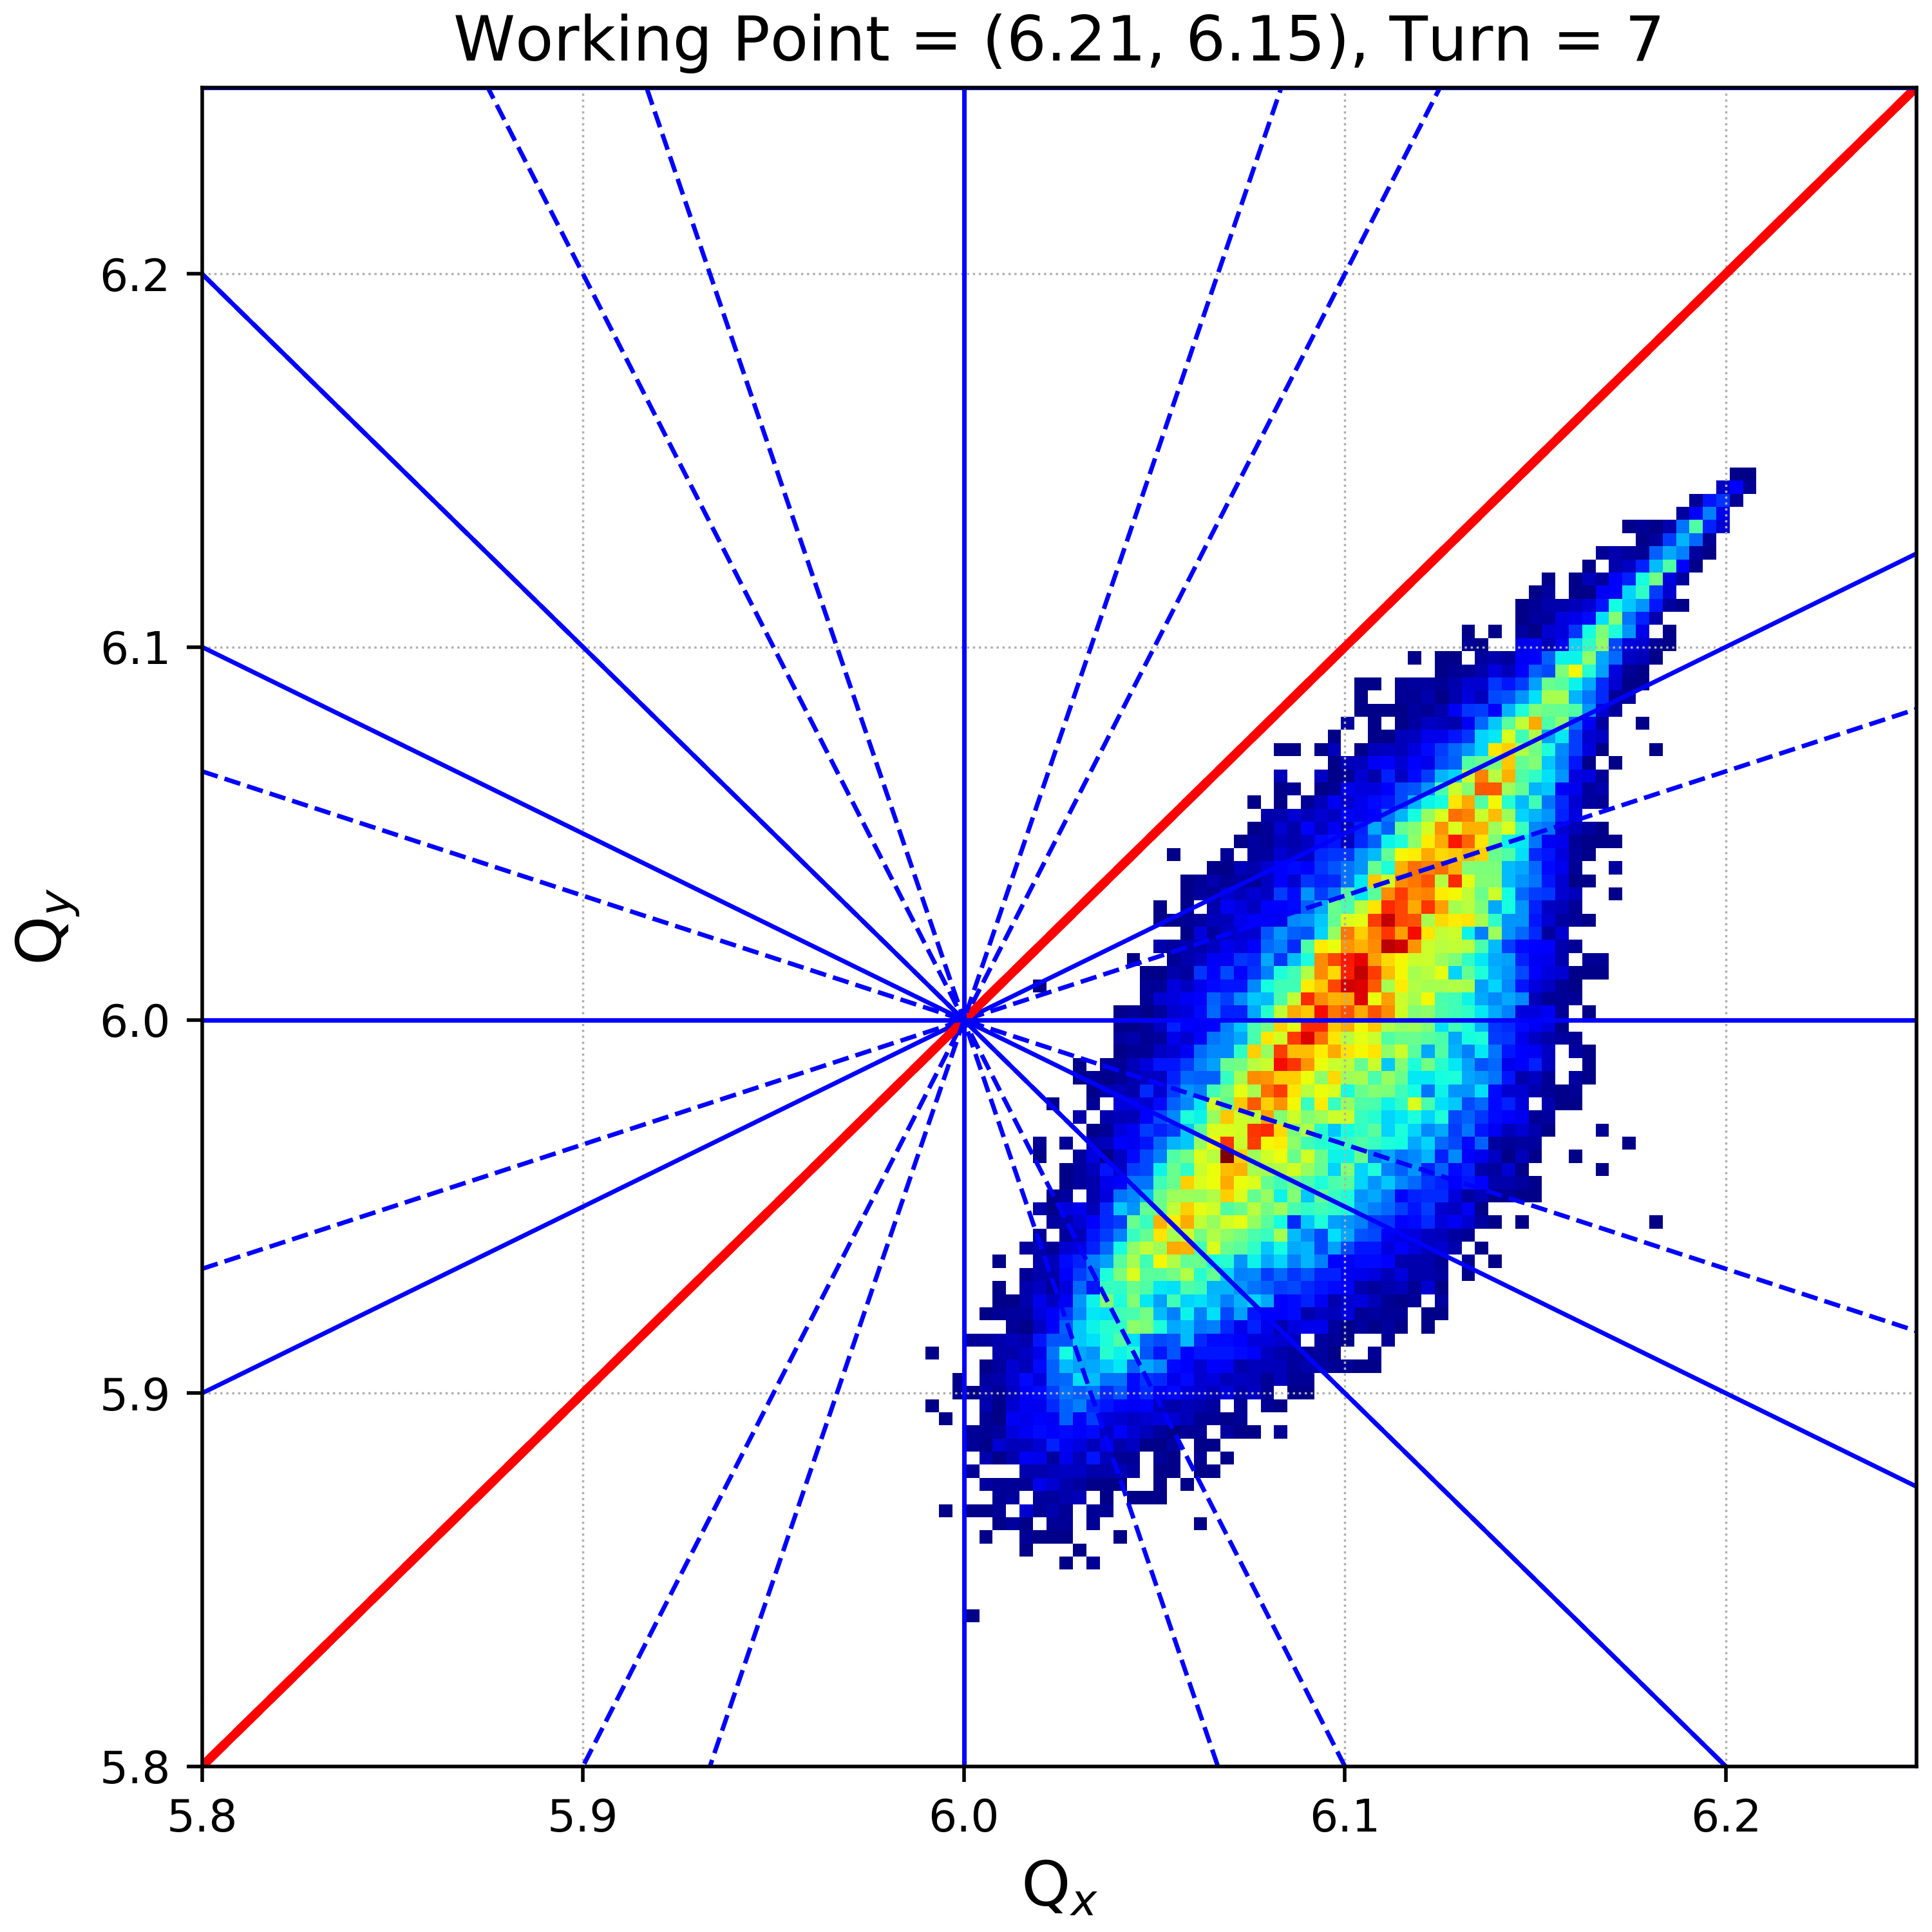 Working Point = (6.21, 6.15), Turn = 7
6.2
6.1
6.0
5.9
5.8
Qy
5.8 5.9 6.0 6.1 6.2
Qx